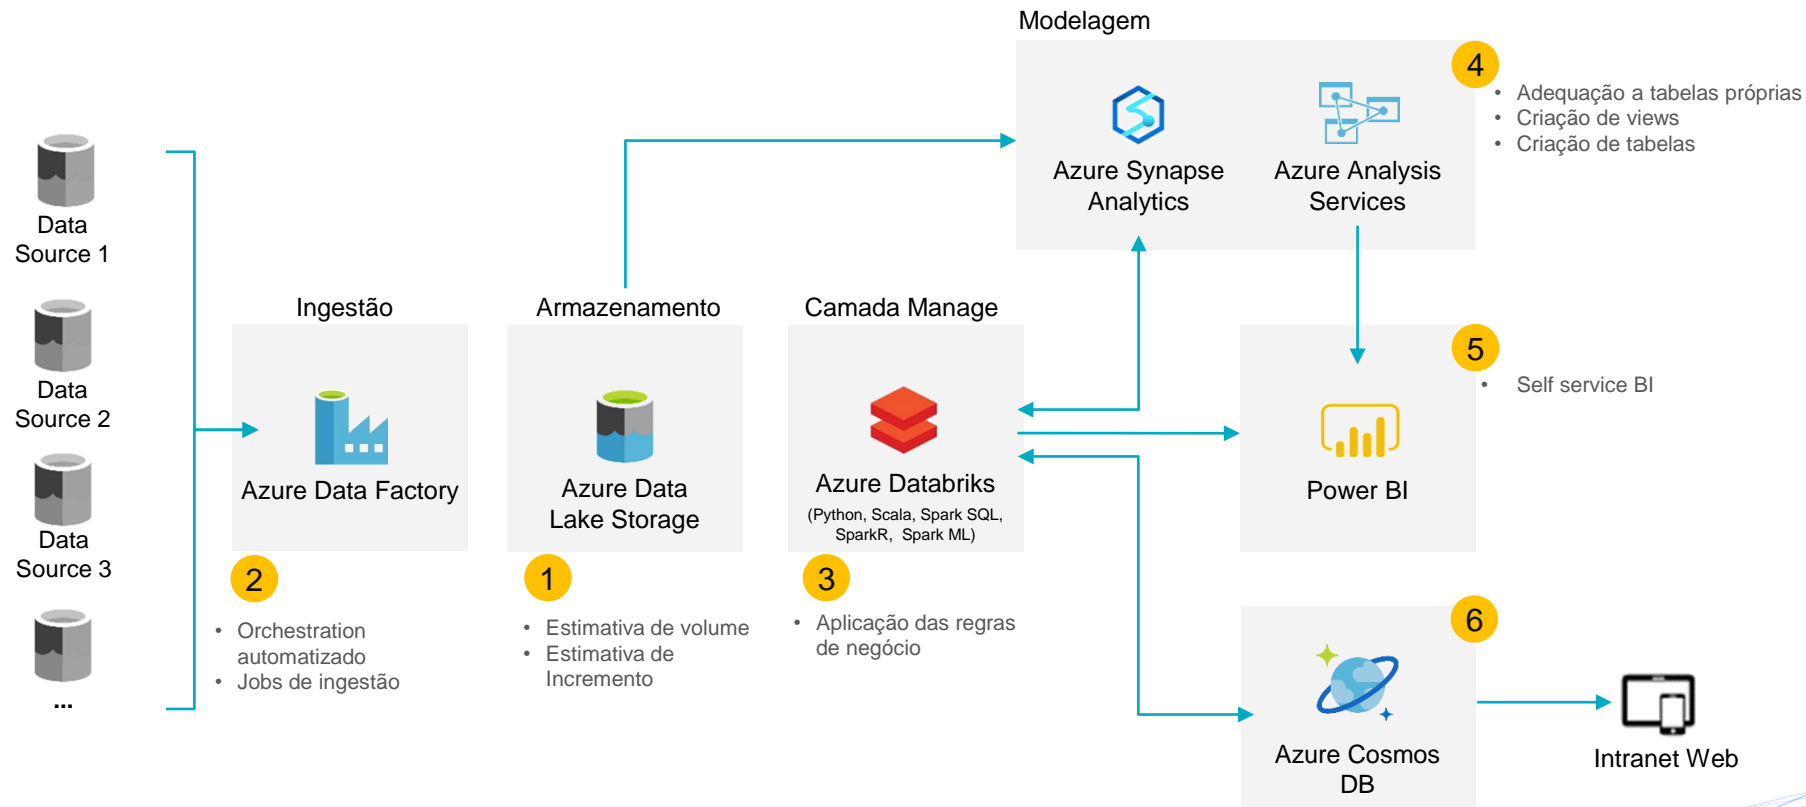 Modelagem
4
• Adequação a tabelas próprias
• Criação de views
• Criação de tabelas
Azure Synapse
Analytics
Azure Analysis
Services
Data
Source 1
Data
Source 2
Data
Source 3
...
Ingestão
Azure Data Factory
2
• Orchestration
automatizado
• Jobs de ingestão
Armazenamento
Azure Data
Lake Storage
1
• Estimativa de volume
• Estimativa de
Incremento
Camada Manage
Azure Databriks
(Python, Scala, Spark SQL,
SparkR, Spark ML)
3
• Aplicação das regras
de negócio
5
• Self service BI
Power BI
6
Azure Cosmos
DB
Intranet Web